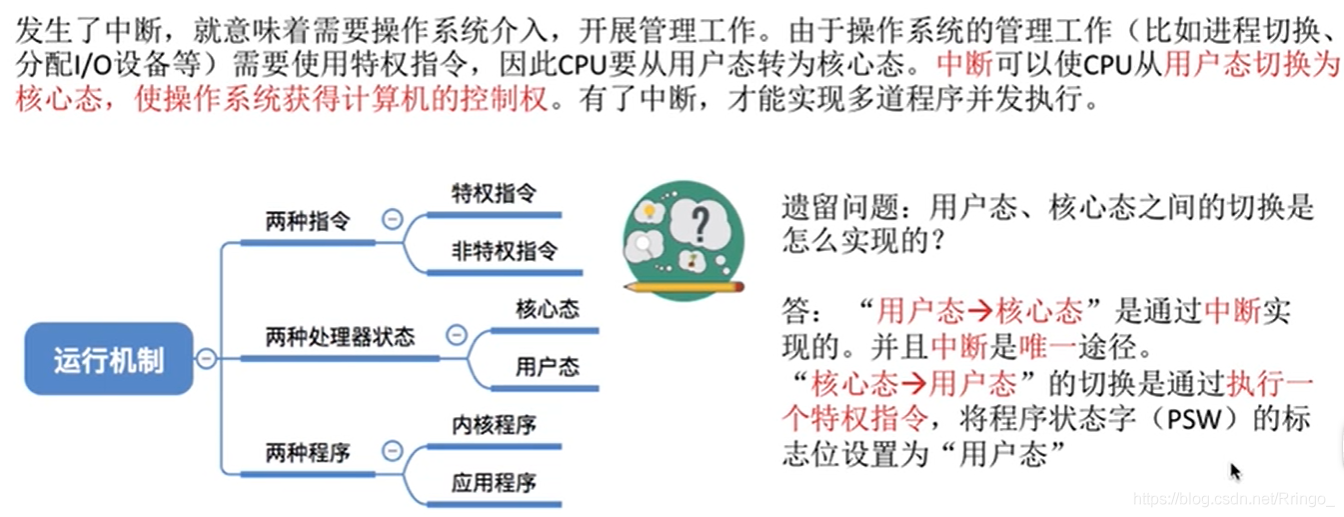 发生了中断，就意味着需要操作系统介入，开展管理工作。由于操作系统的管理工作（比如进程切换、
分配I/O设备等）需要使用特权指令，因此CPU要从用户态转为核心态。中断可以使CPU从用户态切换为
核心态，使操作系统获得计算机的控制权。有了中断，才能实现多道程序并发执行。
运行机制
两种指令
特权指令
非特权指令
两种处理器状态
核心态
用户态
两种程序
内核程序
应用程序
?
遗留问题：用户态、核心态之间的切换是
怎么实现的？
答： “用户态→核心态”是通过中断实
现的。并且中断是唯一途径。
“核心态→用户态”的切换是通过执行一
个特权指令，将程序状态字（PSW）的标
志位设置为“用户态”
https://blog.csdn.net/Rringo_